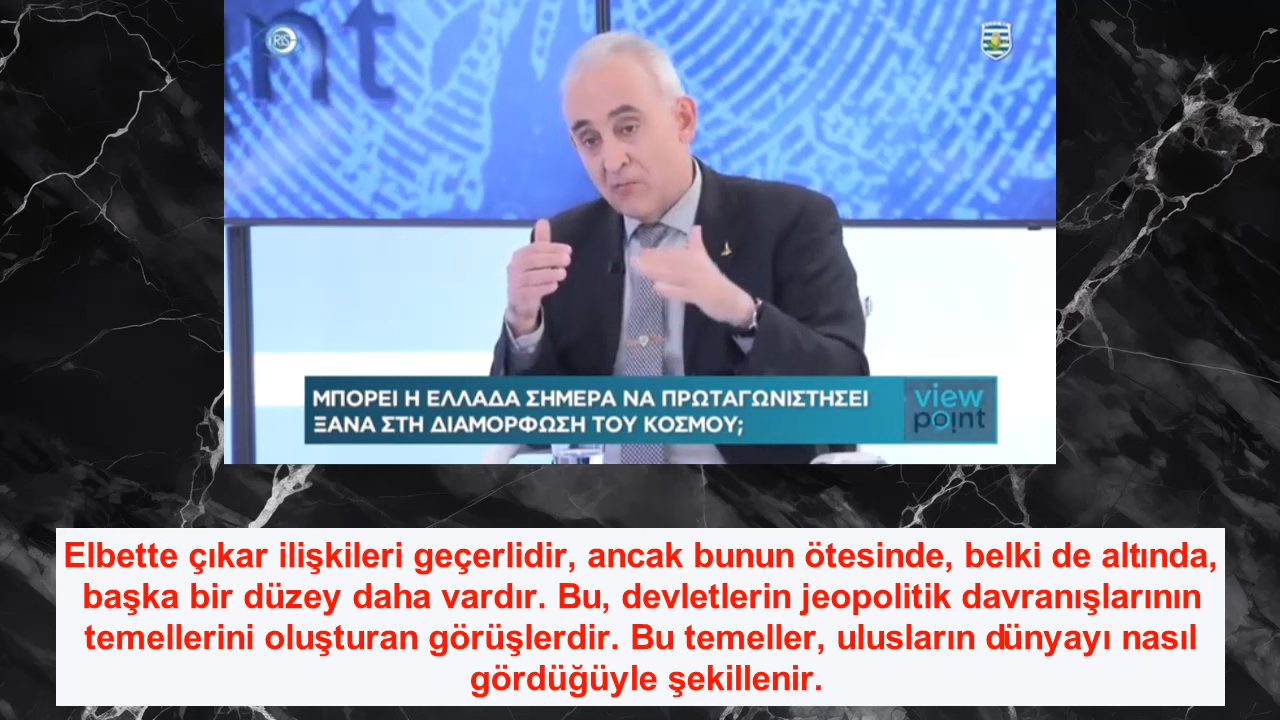 nt
IRIS
ΜΠΟΡΕΙ Η ΕΛΛΑΔΑ ΣΗΜΕΡΑ ΝΑ ΠΡΩΤΑΓΩΝΙΣΤΗΣΕΙ
ΞΑΝΑ ΣΤΗ ΔΙΑΜΟΡΦΩΣΗ ΤΟΥ ΚΟΣΜΟΥ;
view
point
Elbette çıkar ilişkileri geçerlidir, ancak bunun ötesinde, belki de altında,
başka bir düzey daha vardır. Bu, devletlerin jeopolitik davranışlarının
temellerini oluşturan görüşlerdir. Bu temeller, ulusların dünyayı nasıl
gördüğüyle şekillenir.